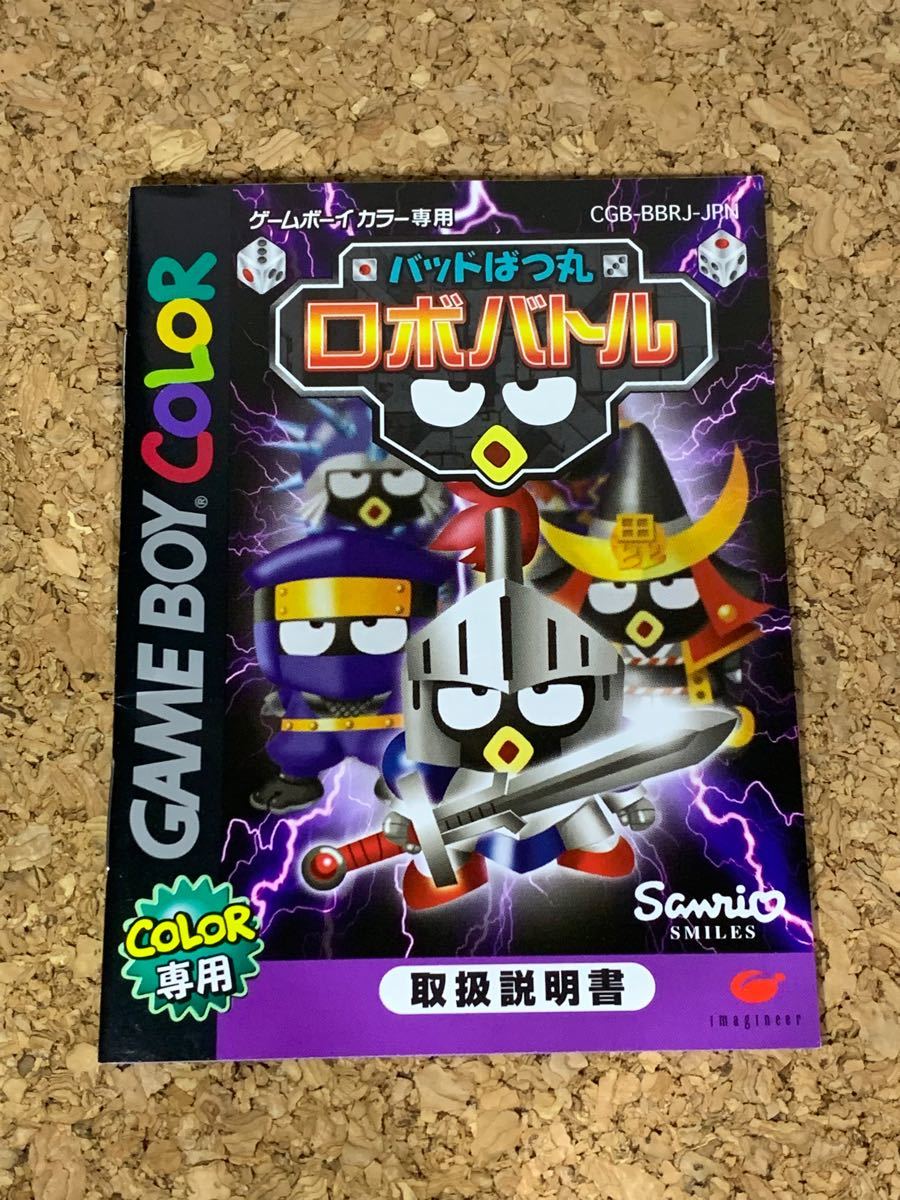 ゲームボーイ カラー専用
CGB-BBRJ-JPN
バッドばつ丸
ロボバトル
GAME BOY® COLOR
COLOR
専用
Sanrio
SMILES
取扱説明書
imagineer